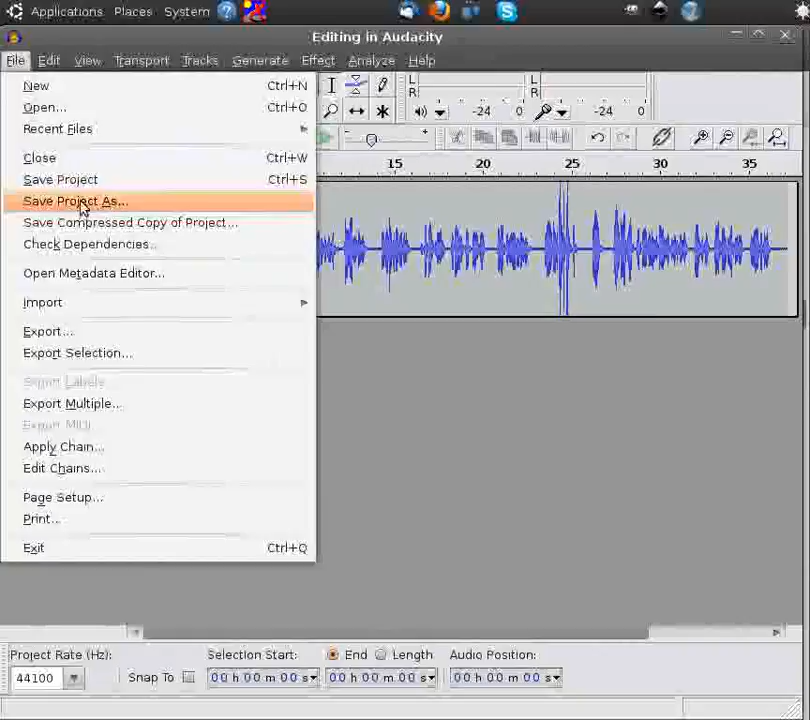 Applications Places System
Editing in Audacity
File Edit View Transport Tracks Generate Effect Analyze Help
New Ctrl+N
Open... Ctrl+O
Recent Files
Close Ctrl+W
Save Project Ctrl+S
Save Project As...
Save Compressed Copy of Project...
Check Dependencies...
Open Metadata Editor...
Import
Export...
Export Selection...
Export Labels...
Export Multiple...
Export MIDI...
Apply Chain...
Edit Chains...
Page Setup...
Print...
Exit Ctrl+Q
L
R
L
R
-24 0 -24 0
15 20 25 30 35
Project Rate (Hz): Selection Start: End Length Audio Position:
44100 Snap To 00 h 00 m 00 s 00 h 00 m 00 s 00 h 00 m 00 s